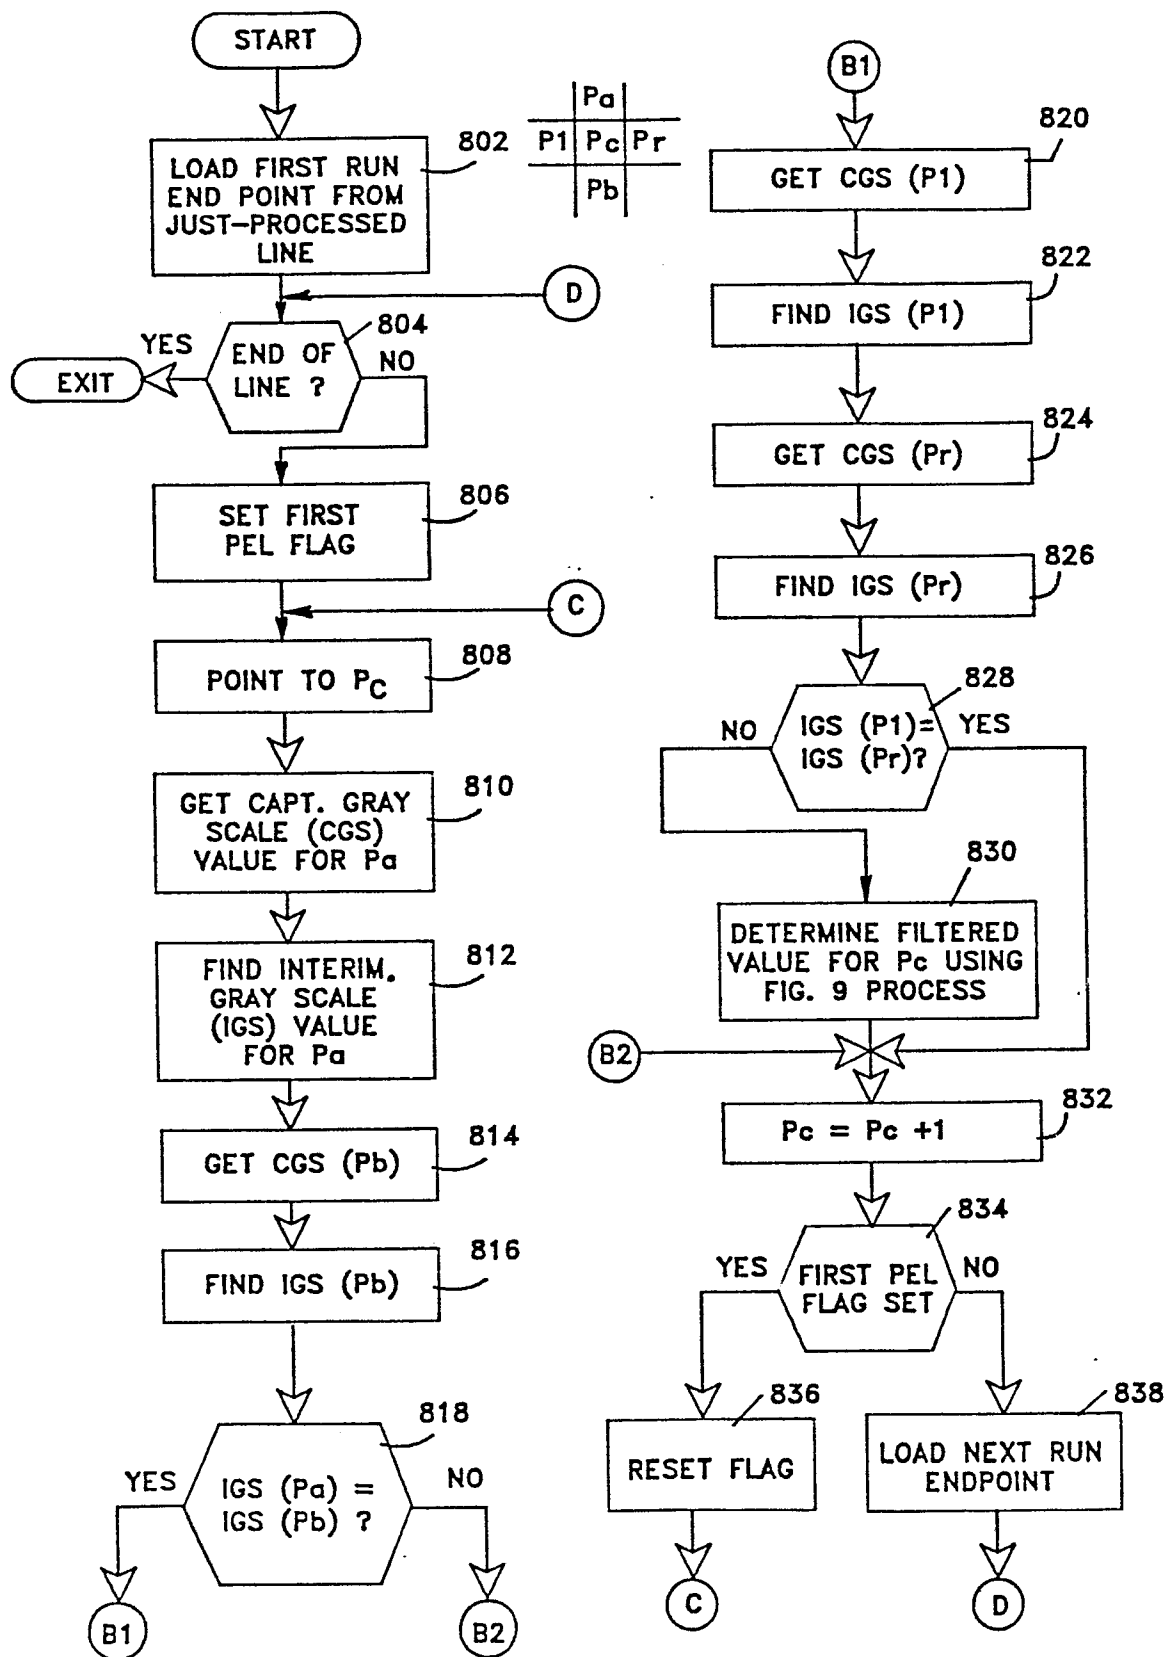 START
802
LOAD FIRST RUN
END POINT FROM
JUST-PROCESSED
LINE
Pa
P1 Pc Pr
Pb
D
804
YES
END OF
LINE ?
NO
EXIT
806
SET FIRST
PEL FLAG
C
808
POINT TO PC
810
GET CAPT. GRAY
SCALE (CGS)
VALUE FOR Pa
812
FIND INTERIM.
GRAY SCALE
(IGS) VALUE
FOR Pa
814
GET CGS (Pb)
816
FIND IGS (Pb)
818
YES
IGS (Pa) =
IGS (Pb) ?
NO
B1
B2
B1
820
GET CGS (P1)
822
FIND IGS (P1)
824
GET CGS (Pr)
826
FIND IGS (Pr)
828
NO
IGS (P1)=
IGS (Pr)?
YES
830
DETERMINE FILTERED
VALUE FOR Pc USING
FIG. 9 PROCESS
B2
832
Pc = Pc +1
834
YES
FIRST PEL
FLAG SET
NO
836
RESET FLAG
838
LOAD NEXT RUN
ENDPOINT
C
D